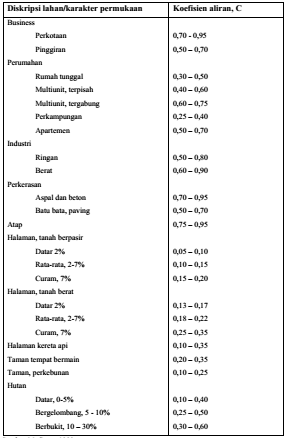 Diskripsi lahan/karakter permukaan Koefisien aliran, C
Business
Perkotaan 0,70 - 0,95
Pinggiran 0,50 – 0,70
Perumahan
Rumah tunggal 0,30 – 0,50
Multiunit, terpisah 0,40 – 0,60
Multiunit, tergabung 0,60 – 0,75
Perkampungan 0,25 – 0,40
Apartemen 0,50 – 0,70
Industri
Ringan 0,50 – 0,80
Berat 0,60 – 0,90
Perkerasan
Aspal dan beton 0,70 – 0,95
Batu bata, paving 0,50 – 0,70
Atap 0,75 – 0,95
Halaman, tanah berpasir
Datar 2% 0,05 – 0,10
Rata-rata, 2-7% 0,10 – 0,15
Curam, 7% 0,15 – 0,20
Halaman, tanah berat
Datar 2% 0,13 – 0,17
Rata-rata, 2-7% 0,18 – 0,22
Curam, 7% 0,25 – 0,35
Halaman kereta api 0,10 – 0,35
Taman tempat bermain 0,20 – 0,35
Taman, perkebunan 0,10 – 0,25
Hutan
Datar, 0-5% 0,10 – 0,40
Bergelombang, 5 - 10% 0,25 – 0,50
Berbukit, 10 – 30% 0,30 – 0,60